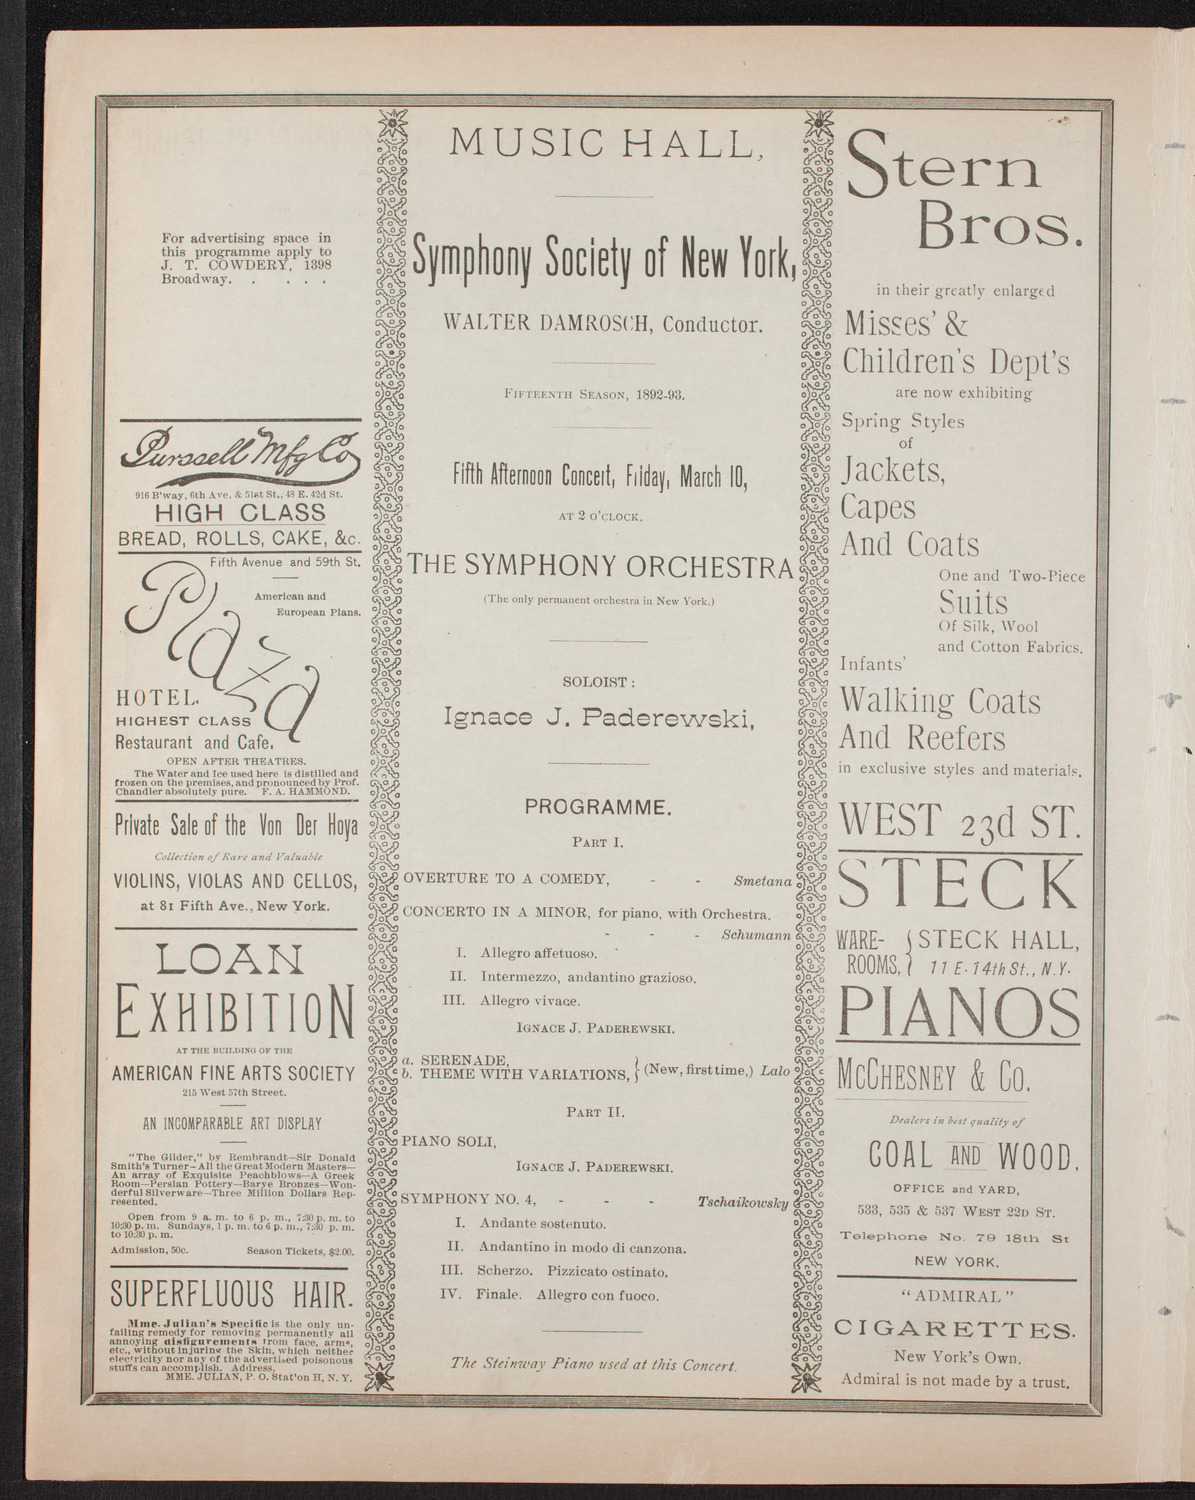 For advertising space in
this programme apply to
J. T. COWDERY, 1398
Broadway. . . . .
Purssell Mfg Co
916 B'way, 6th Ave. & 51st St., 48 E. 42d St.
HIGH CLASS
BREAD, ROLLS, CAKE, &c.
Fifth Avenue and 59th St.
American and
European Plans.
Plaza
HOTEL.
HIGHEST CLASS
Restaurant and Cafe.
OPEN AFTER THEATRES.
The Water and Ice used here is distilled and
frozen on the premises, and pronounced by Prof.
Chandler absolutely pure. F. A. HAMMOND.
Private Sale of the Von Der Hoya
Collection of Rare and Valuable
VIOLINS, VIOLAS AND CELLOS,
at 81 Fifth Ave., New York.
LOAN
EXHIBITION
AT THE BUILDING OF THE
AMERICAN FINE ARTS SOCIETY
215 West 57th Street.
AN INCOMPARABLE ART DISPLAY
"The Gilder," by Rembrandt—Sir Donald
Smith's Turner—All the Great Modern Masters—
An array of Exquisite Peachblows—A Greek
Room—Persian Pottery—Barye Bronzes—Won-
derful Silverware—Three Million Dollars Rep-
resented.
Open from 9 a. m. to 6 p. m., 7:30 p. m. to
10:30 p. m. Sundays, 1 p. m. to 6 p. m., 7:30 p. m.
to 10:30 p. m.
Admission, 50c. Season Tickets, $2.00.
SUPERFLUOUS HAIR.
Mme. Julian's Specific is the only un-
failing remedy for removing permanently all
annoying disfigurements from face, arms,
etc., without injuring the Skin, which neither
electricity nor any of the advertised poisonous
stuffs can accomplish. Address,
MME. JULIAN, P. O. Stat'on H, N. Y.
MUSIC HALL,
Symphony Society of New York,
WALTER DAMROSCH, Conductor.
FIFTEENTH SEASON, 1892-93.
Fifth Afternoon Concert, Friday, March 10,
AT 2 O'CLOCK.
THE SYMPHONY ORCHESTRA
(The only permanent orchestra in New York.)
SOLOIST:
Ignace J. Paderewski,
PROGRAMME.
PART I.
OVERTURE TO A COMEDY, - - Smetana
CONCERTO IN A MINOR, for piano, with Orchestra.
- - - Schumann
I. Allegro affetuoso.
II. Intermezzo, andantino grazioso.
III. Allegro vivace.
IGNACE J. PADEREWSKI.
a. SERENADE,
b. THEME WITH VARIATIONS, } (New, first time,) Lalo
PART II.
PIANO SOLI,
IGNACE J. PADEREWSKI.
SYMPHONY NO. 4, - - - Tschaikowsky
I. Andante sostenuto.
II. Andantino in modo di canzona.
III. Scherzo. Pizzicato ostinato.
IV. Finale. Allegro con fuoco.
The Steinway Piano used at this Concert.
Stern
Bros.
in their greatly enlarged
Misses' &
Children's Dept's
are now exhibiting
Spring Styles
of
Jackets,
Capes
And Coats
One and Two-Piece
Suits
Of Silk, Wool
and Cotton Fabrics.
Infants'
Walking Coats
And Reefers
in exclusive styles and materials.
WEST 23d ST.
STECK
WARE-
ROOMS, { STECK HALL,
11 E. 14th St., N.Y.
PIANOS
McCHESNEY & Co.
Dealers in best quality of
COAL AND WOOD.
OFFICE and YARD,
533, 535 & 537 WEST 22D ST.
Telephone No. 79 18th St
NEW YORK.
"ADMIRAL"
CIGARETTES.
New York's Own.
Admiral is not made by a trust.